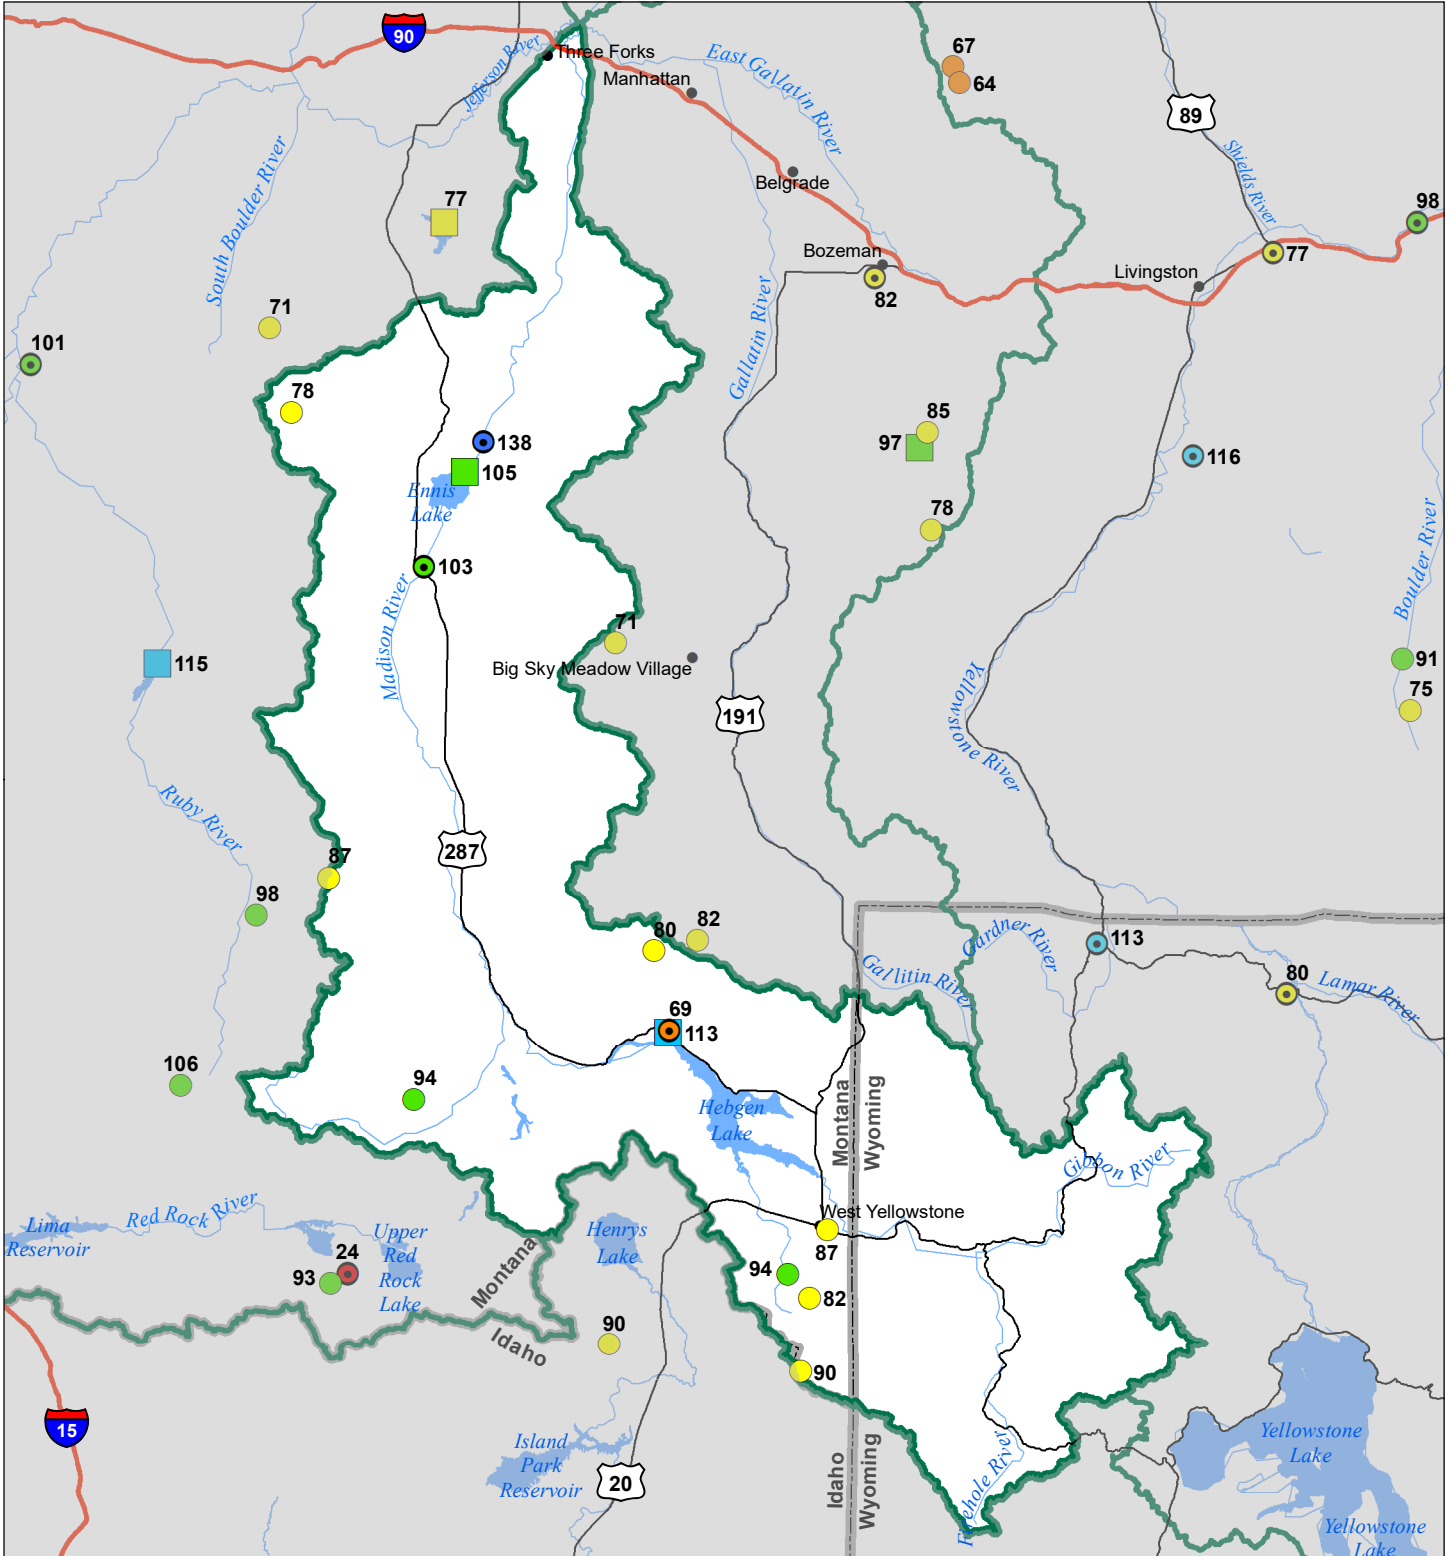 90
Three Forks
Jefferson River
Manhattan
East Gallatin River
67
64
89
Shields River
South Boulder River
77
Belgrade
98
Bozeman
82
Livingston
77
Gallatin River
71
101
78
138
105
Ennis
Lake
85
97
116
78
103
Boulder River
Madison River
71
Big Sky Meadow Village
115
91
75
191
Yellowstone River
Ruby River
287
87
98
80
82
Gardner River
113
Gallitin River
80
Lamar River
69
113
106
94
Hebgen
Lake
Montana
Wyoming
Gibbon River
West Yellowstone
87
Red Rock River
Lima
Reservoir
Upper
Red
Rock
Lake
24
93
Henrys
Lake
Montana
Idaho
94
82
90
90
15
Island
Park
Reservoir
20
Idaho
Wyoming
Firehole River
Yellowstone
Lake
Yellowstone
Lake